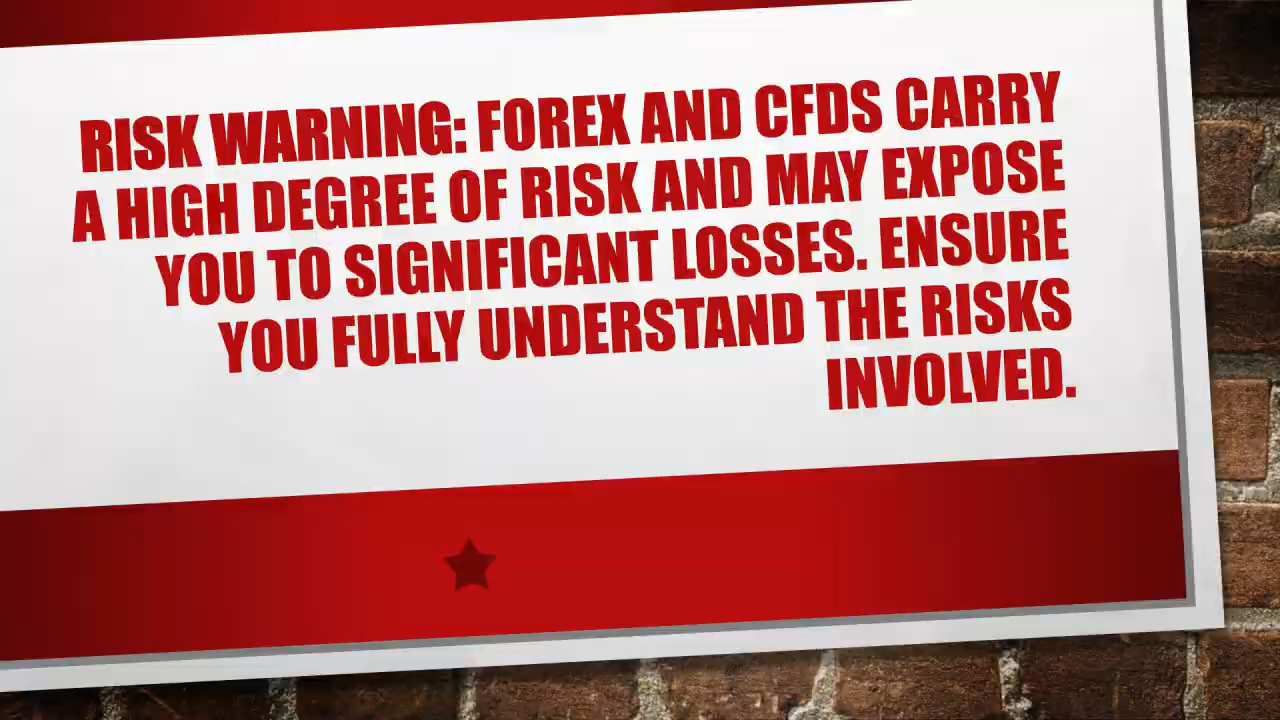 RISK WARNING: FOREX AND CFDS CARRY
A HIGH DEGREE OF RISK AND MAY EXPOSE
YOU TO SIGNIFICANT LOSSES. ENSURE
YOU FULLY UNDERSTAND THE RISKS
INVOLVED.